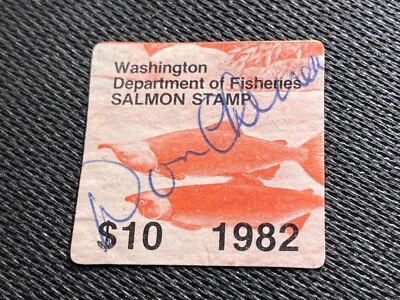 Washington
Department of Fisheries
SALMON STAMP
$10 1982